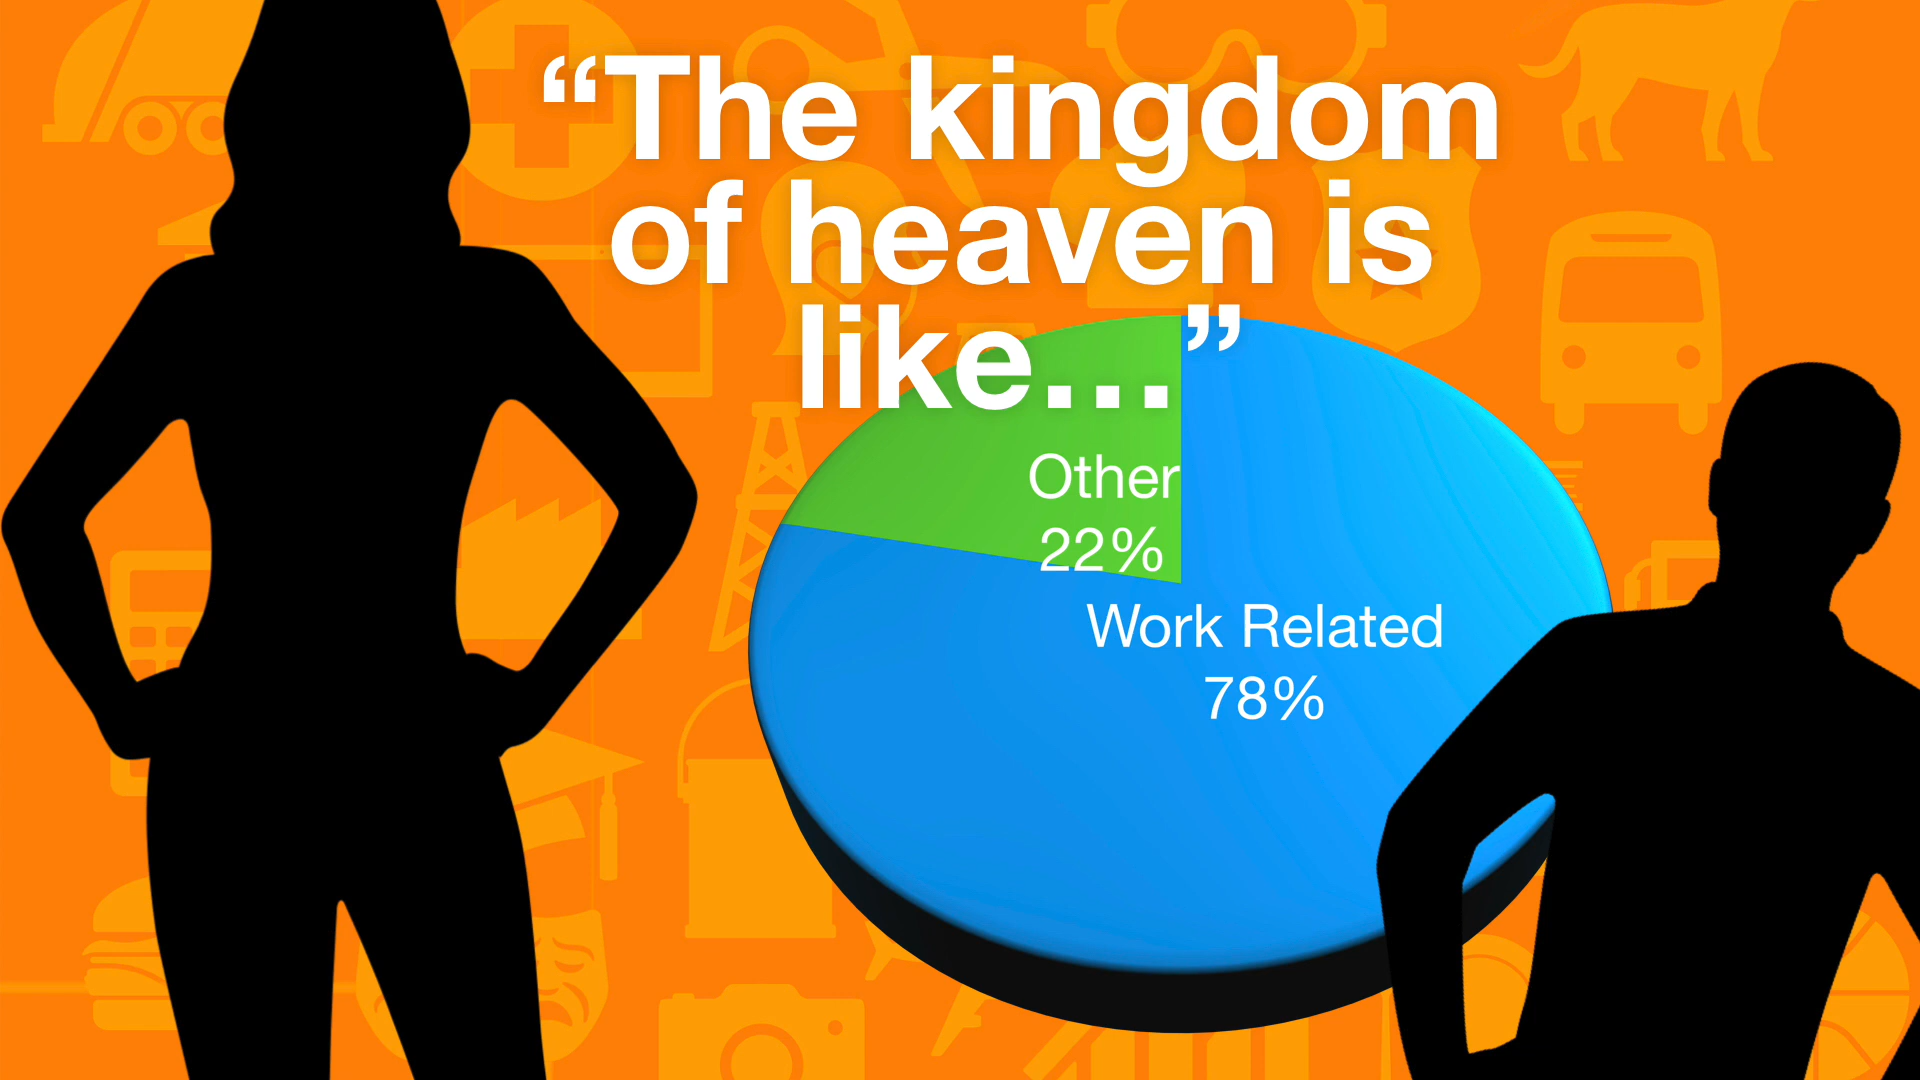 “The kingdom
of heaven is
like…”
Other
22%
Work Related
78%